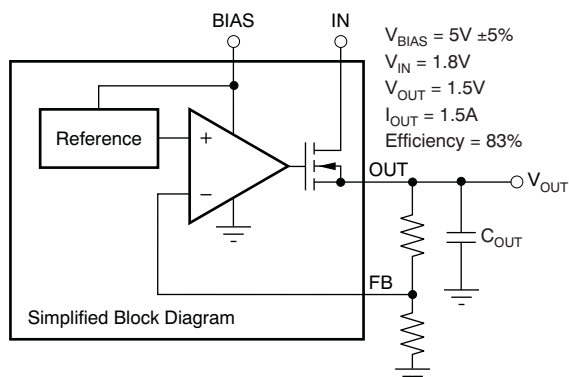 BIAS
IN
V_BIAS = 5V ±5%
V_IN = 1.8V
V_OUT = 1.5V
I_OUT = 1.5A
Efficiency = 83%
Reference
+
−
OUT
V_OUT
C_OUT
FB
Simplified Block Diagram